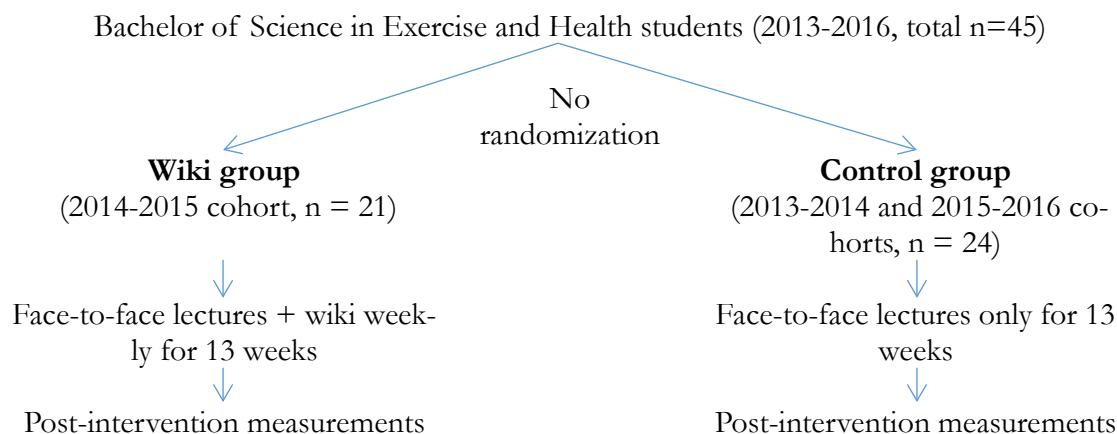 Bachelor of Science in Exercise and Health students (2013-2016, total n=45)
No
randomization
Wiki group
(2014-2015 cohort, n = 21)
Control group
(2013-2014 and 2015-2016 co-
horts, n = 24)
Face-to-face lectures + wiki week-
ly for 13 weeks
Face-to-face lectures only for 13
weeks
Post-intervention measurements
Post-intervention measurements